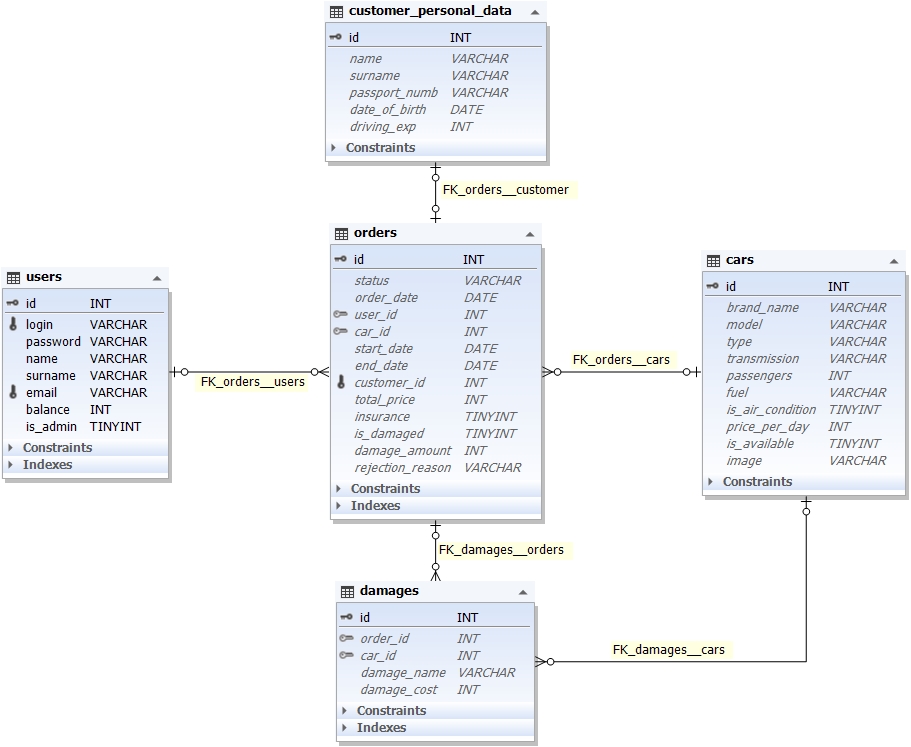 customer_personal_data
id INT
name VARCHAR
surname VARCHAR
passport_numb VARCHAR
date_of_birth DATE
driving_exp INT
Constraints
FK_orders__customer
orders
id INT
status VARCHAR
order_date DATE
user_id INT
car_id INT
start_date DATE
end_date DATE
customer_id INT
total_price INT
insurance TINYINT
is_damaged TINYINT
damage_amount INT
rejection_reason VARCHAR
Constraints
Indexes
users
id INT
login VARCHAR
password VARCHAR
name VARCHAR
surname VARCHAR
email VARCHAR
balance INT
is_admin TINYINT
Constraints
Indexes
FK_orders__users
FK_orders__cars
cars
id INT
brand_name VARCHAR
model VARCHAR
type VARCHAR
transmission VARCHAR
passengers INT
fuel VARCHAR
is_air_condition TINYINT
price_per_day INT
is_available TINYINT
image VARCHAR
Constraints
FK_damages__orders
damages
id INT
order_id INT
car_id INT
damage_name VARCHAR
damage_cost INT
Constraints
Indexes
FK_damages__cars